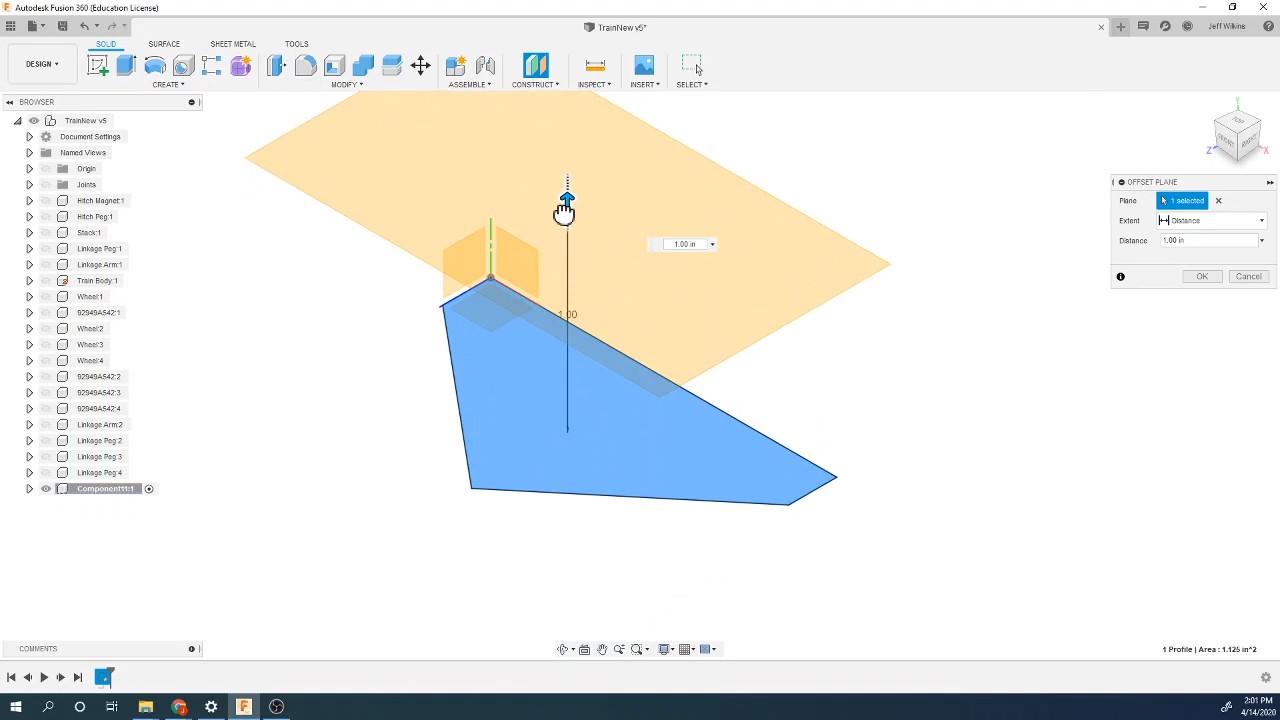 Autodesk Fusion 360 (Education License)
TrainNew v5*
Jeff Wilkins
SOLID SURFACE SHEET METAL TOOLS
DESIGN
CREATE MODIFY ASSEMBLE CONSTRUCT INSPECT INSERT SELECT
BROWSER
TrainNew v5
Document Settings
Named Views
Origin
Joints
Hitch Magnet:1
Hitch Peg:1
Stack:1
Linkage Peg:1
Linkage Arm:1
Train Body:1
Wheel:1
92949A542:1
Wheel:2
Wheel:3
Wheel:4
92949A542:2
92949A542:3
92949A542:4
Linkage Arm:2
Linkage Peg:2
Linkage Peg:3
Linkage Peg:4
Component11:1
1.00 in
1.00
Y
TOP
FRONT
RIGHT
Z
X
OFFSET PLANE
Plane 1 selected
Extent Distance
Distance 1.00 in
OK Cancel
COMMENTS
1 Profile | Area : 1.125 in^2
2:01 PM
4/14/2020